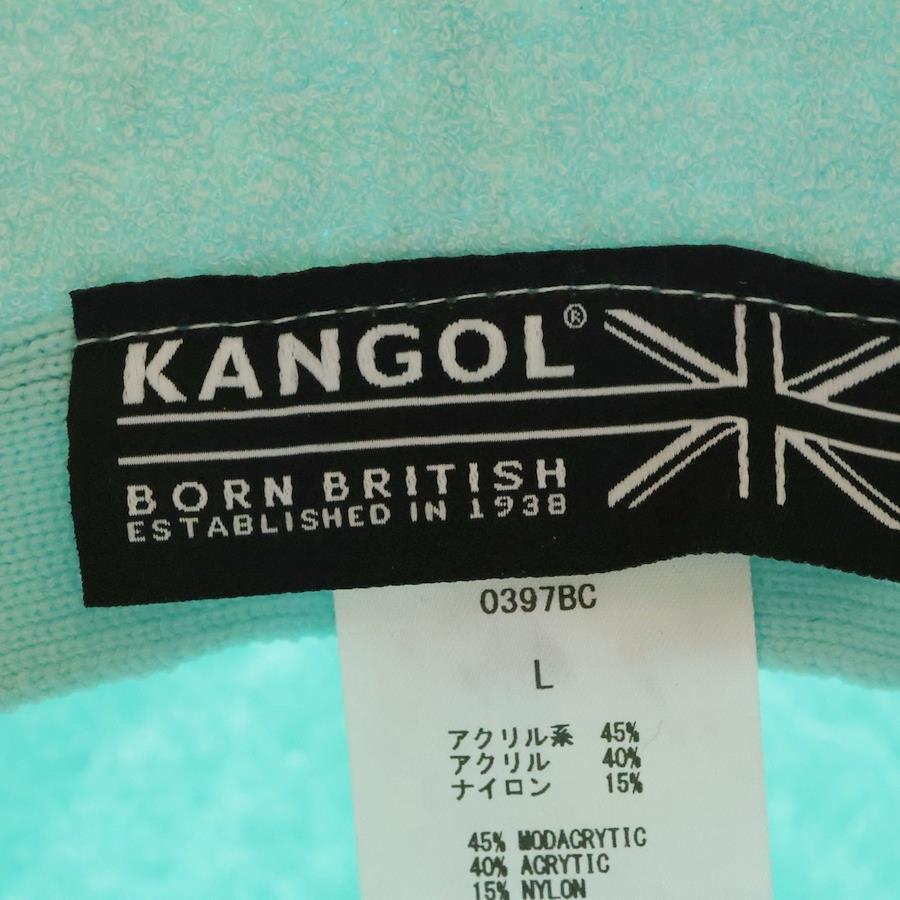 KANGOL®
BORN BRITISH
ESTABLISHED IN 1938
0397BC
L
アクリル系 45%
アクリル 40%
ナイロン 15%
45% MODACRYTIC
40% ACRYTIC
15% NYLON